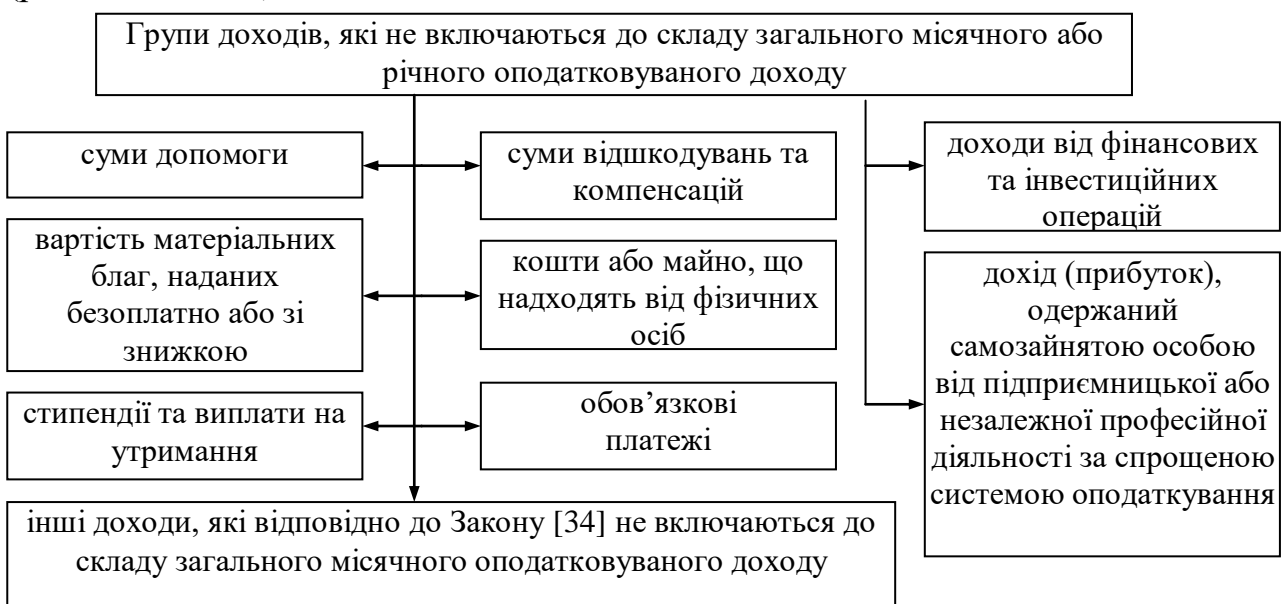 Групи доходів, які не включаються до складу загального місячного або
річного оподатковуваного доходу
суми допомоги
суми відшкодувань та
компенсацій
доходи від фінансових
та інвестиційних
операцій
вартість матеріальних
благ, наданих
безоплатно або зі
знижкою
кошти або майно, що
надходять від фізичних
осіб
дохід (прибуток),
одержаний
самозайнятою особою
від підприємницької або
незалежної професійної
діяльності за спрощеною
системою оподаткування
стипендії та виплати на
утримання
обов’язкові
платежі
інші доходи, які відповідно до Закону [34] не включаються до
складу загального місячного оподатковуваного доходу